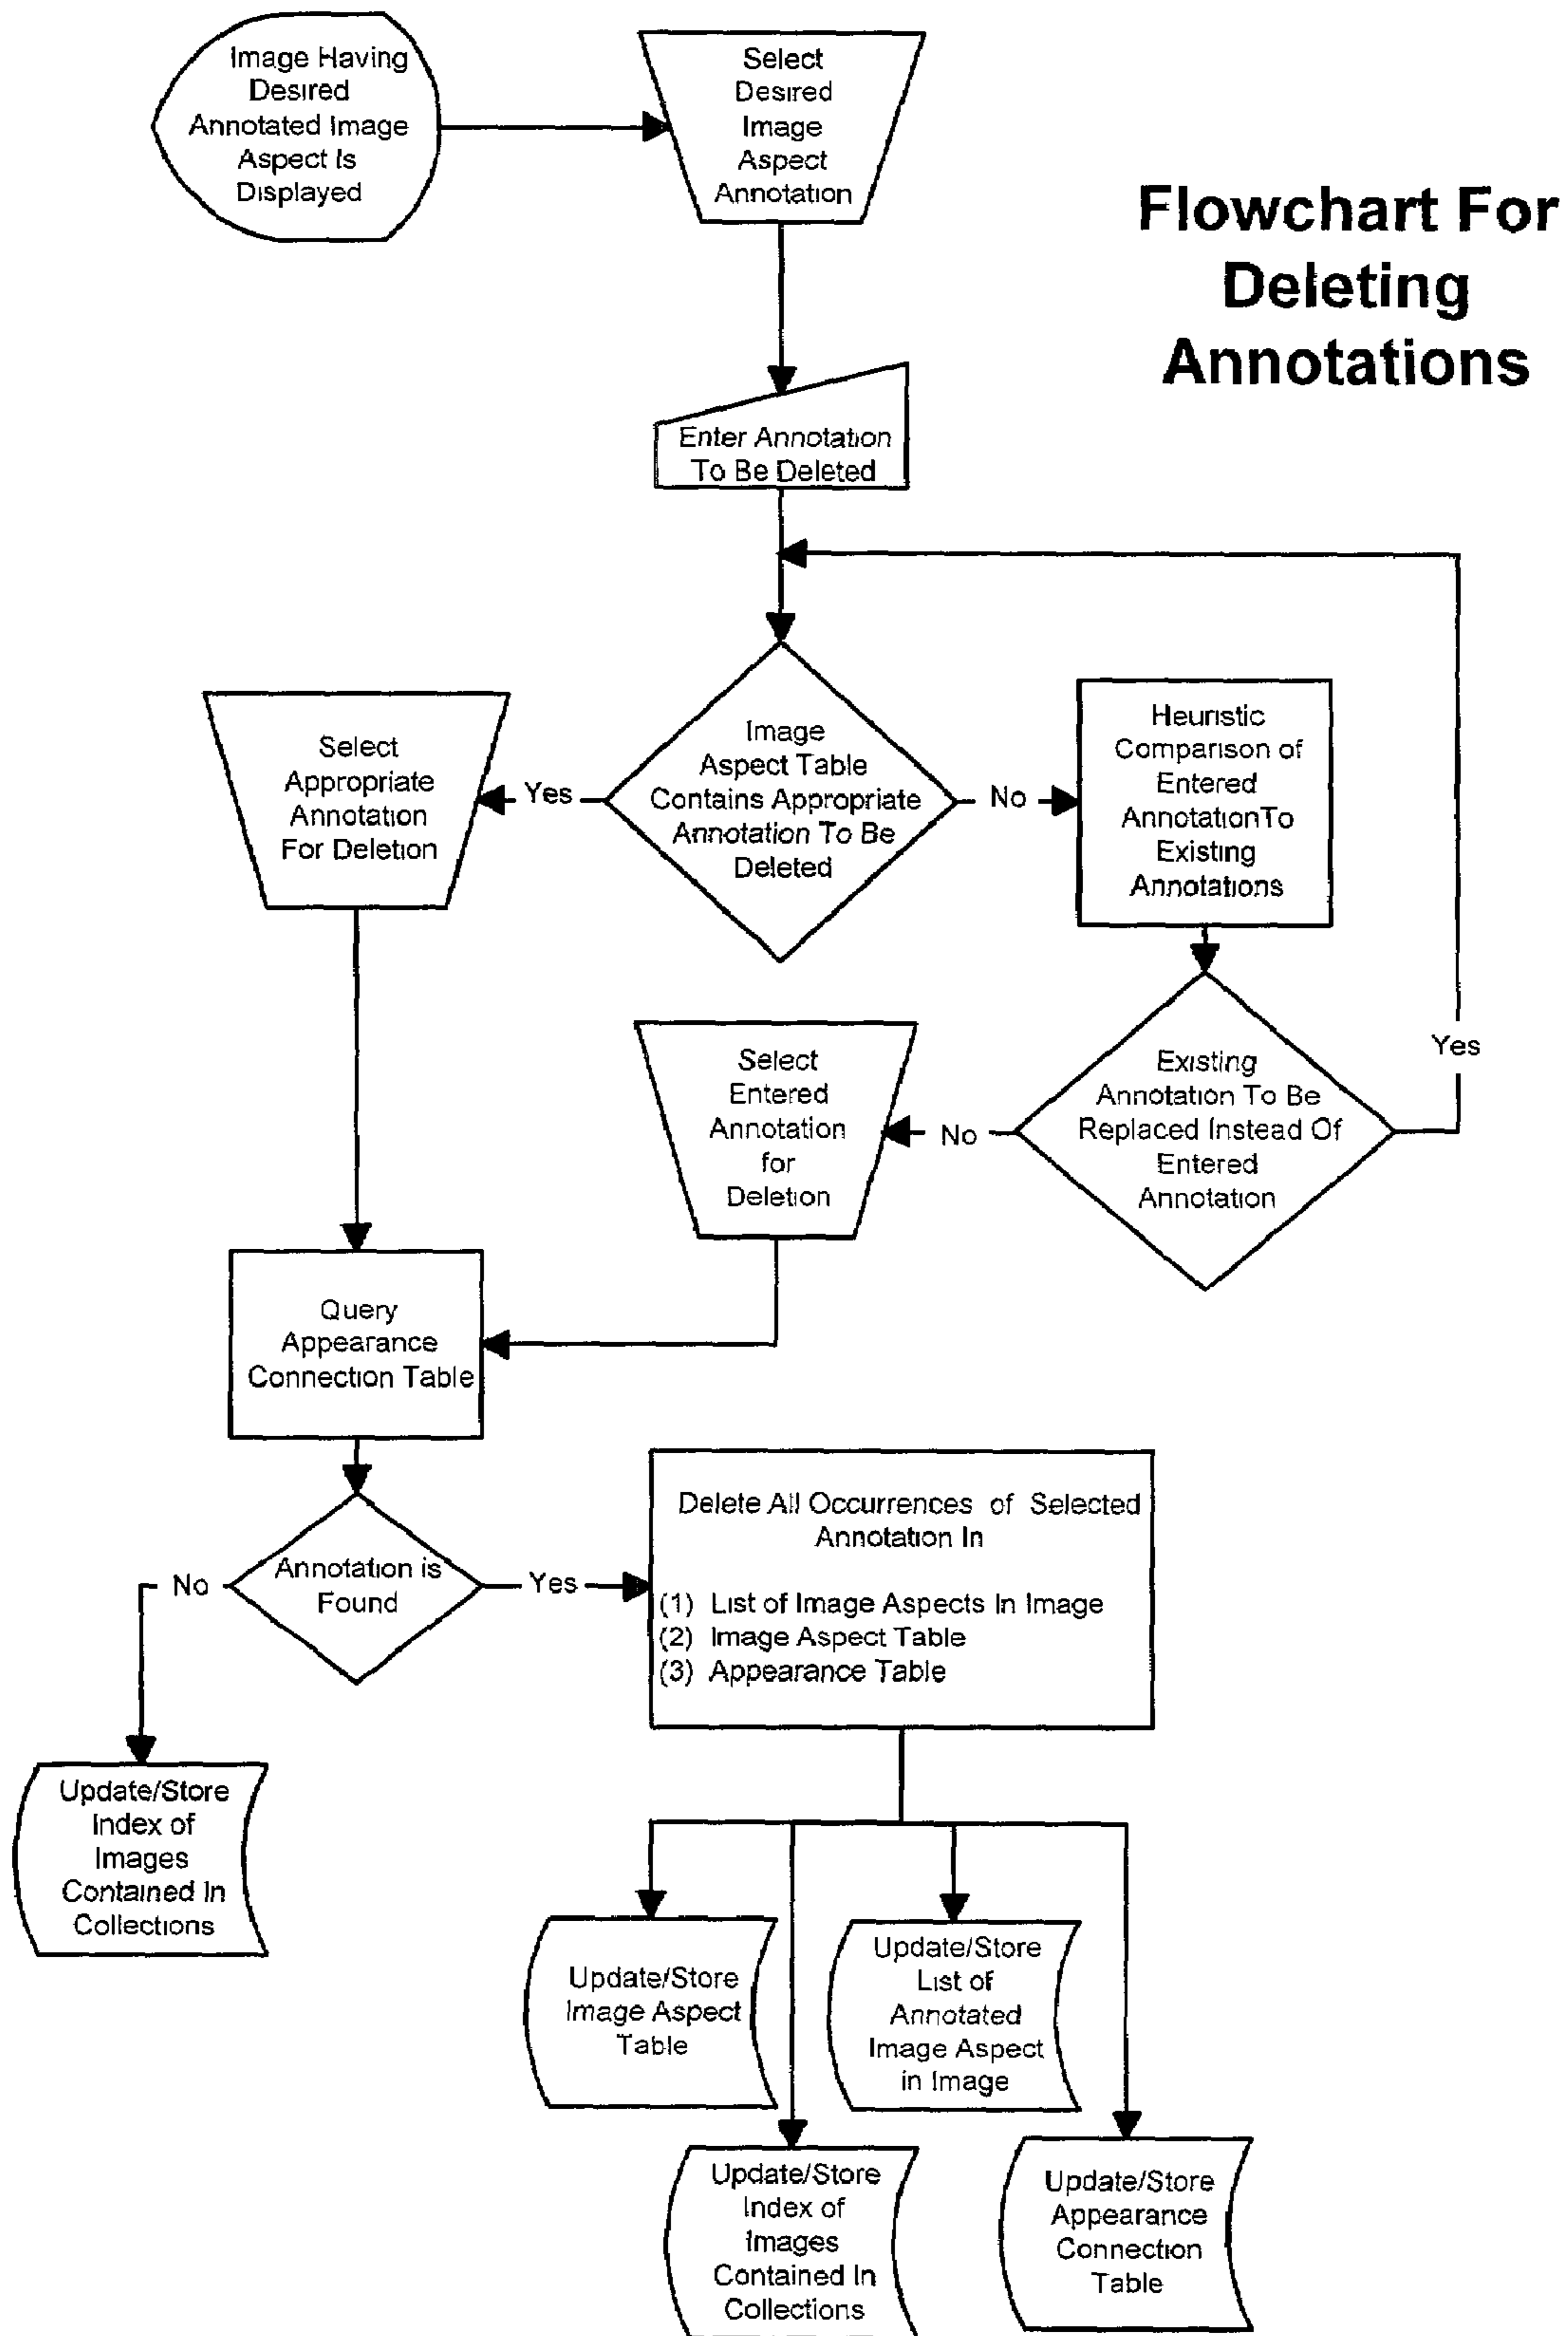 Image Having
Desired
Annotated Image
Aspect Is
Displayed
Select
Desired
Image
Aspect
Annotation
Flowchart For
Deleting
Annotations
Enter Annotation
To Be Deleted
Image
Aspect Table
Contains Appropriate
Annotation To Be
Deleted
Yes
No
Select
Appropriate
Annotation
For Deletion
Heuristic
Comparison of
Entered
AnnotationTo
Existing
Annotations
Existing
Annotation To Be
Replaced Instead Of
Entered
Annotation
Yes
No
Select
Entered
Annotation
for
Deletion
Query
Appearance
Connection Table
Annotation is
Found
No
Yes
Delete All Occurrences of Selected
Annotation In
(1) List of Image Aspects In Image
(2) Image Aspect Table
(3) Appearance Table
Update/Store
Index of
Images
Contained In
Collections
Update/Store
Image Aspect
Table
Update/Store
List of
Annotated
Image Aspect
in Image
Update/Store
Index of
Images
Contained In
Collections
Update/Store
Appearance
Connection
Table